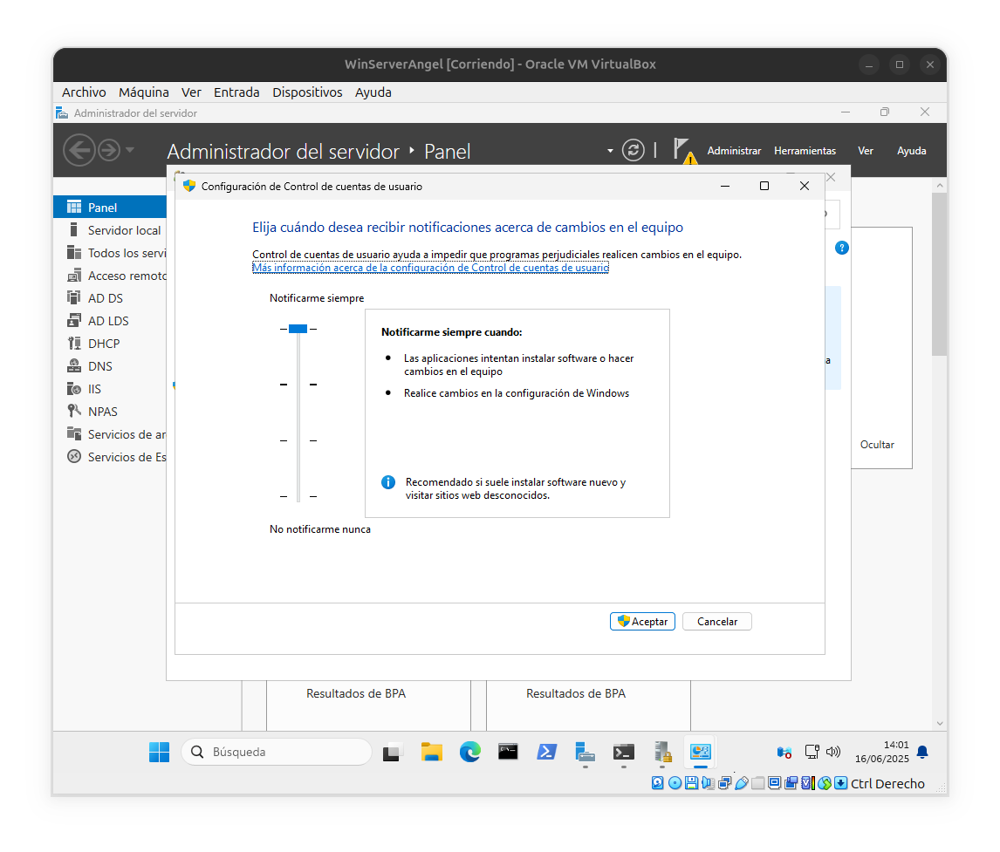 WinServerAngel [Corriendo] - Oracle VM VirtualBox
Archivo Máquina Ver Entrada Dispositivos Ayuda
Administrador del servidor
Administrador del servidor Panel
Administrar Herramientas Ver Ayuda
Configuración de Control de cuentas de usuario
Panel
Servidor local
Todos los servi
Acceso remoto
AD DS
AD LDS
DHCP
DNS
IIS
NPAS
Servicios de ar
Servicios de Es
Elija cuándo desea recibir notificaciones acerca de cambios en el equipo
Control de cuentas de usuario ayuda a impedir que programas perjudiciales realicen cambios en el equipo.
Más información acerca de la configuración de Control de cuentas de usuario
Notificarme siempre
Notificarme siempre cuando:
Las aplicaciones intentan instalar software o hacer
cambios en el equipo
Realice cambios en la configuración de Windows
Recomendado si suele instalar software nuevo y
visitar sitios web desconocidos.
No notificarme nunca
a
Ocultar
Aceptar Cancelar
Resultados de BPA Resultados de BPA
Búsqueda
14:01
16/06/2025
Ctrl Derecho